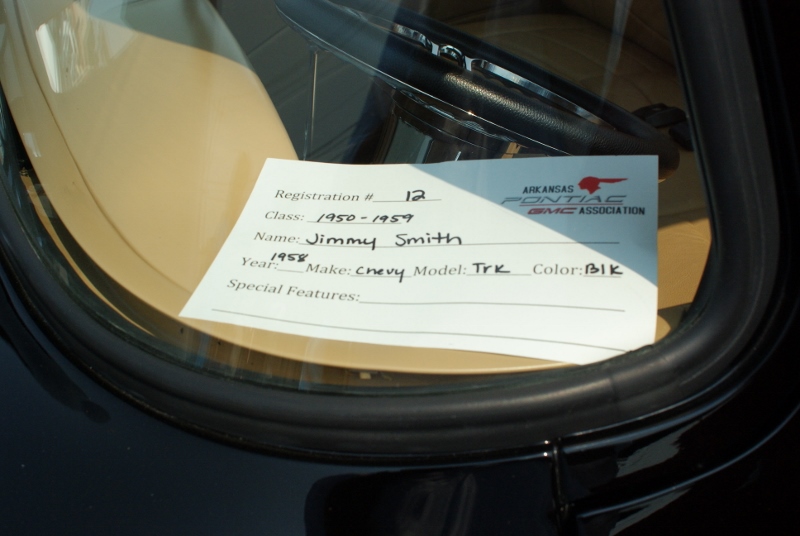 ARKANSAS
PONTIAC
GMC ASSOCIATION
Registration # 12
Class: 1950-1959
Name: Jimmy Smith
Year: 1958 Make: Chevy Model: Trk Color: Blk
Special Features: